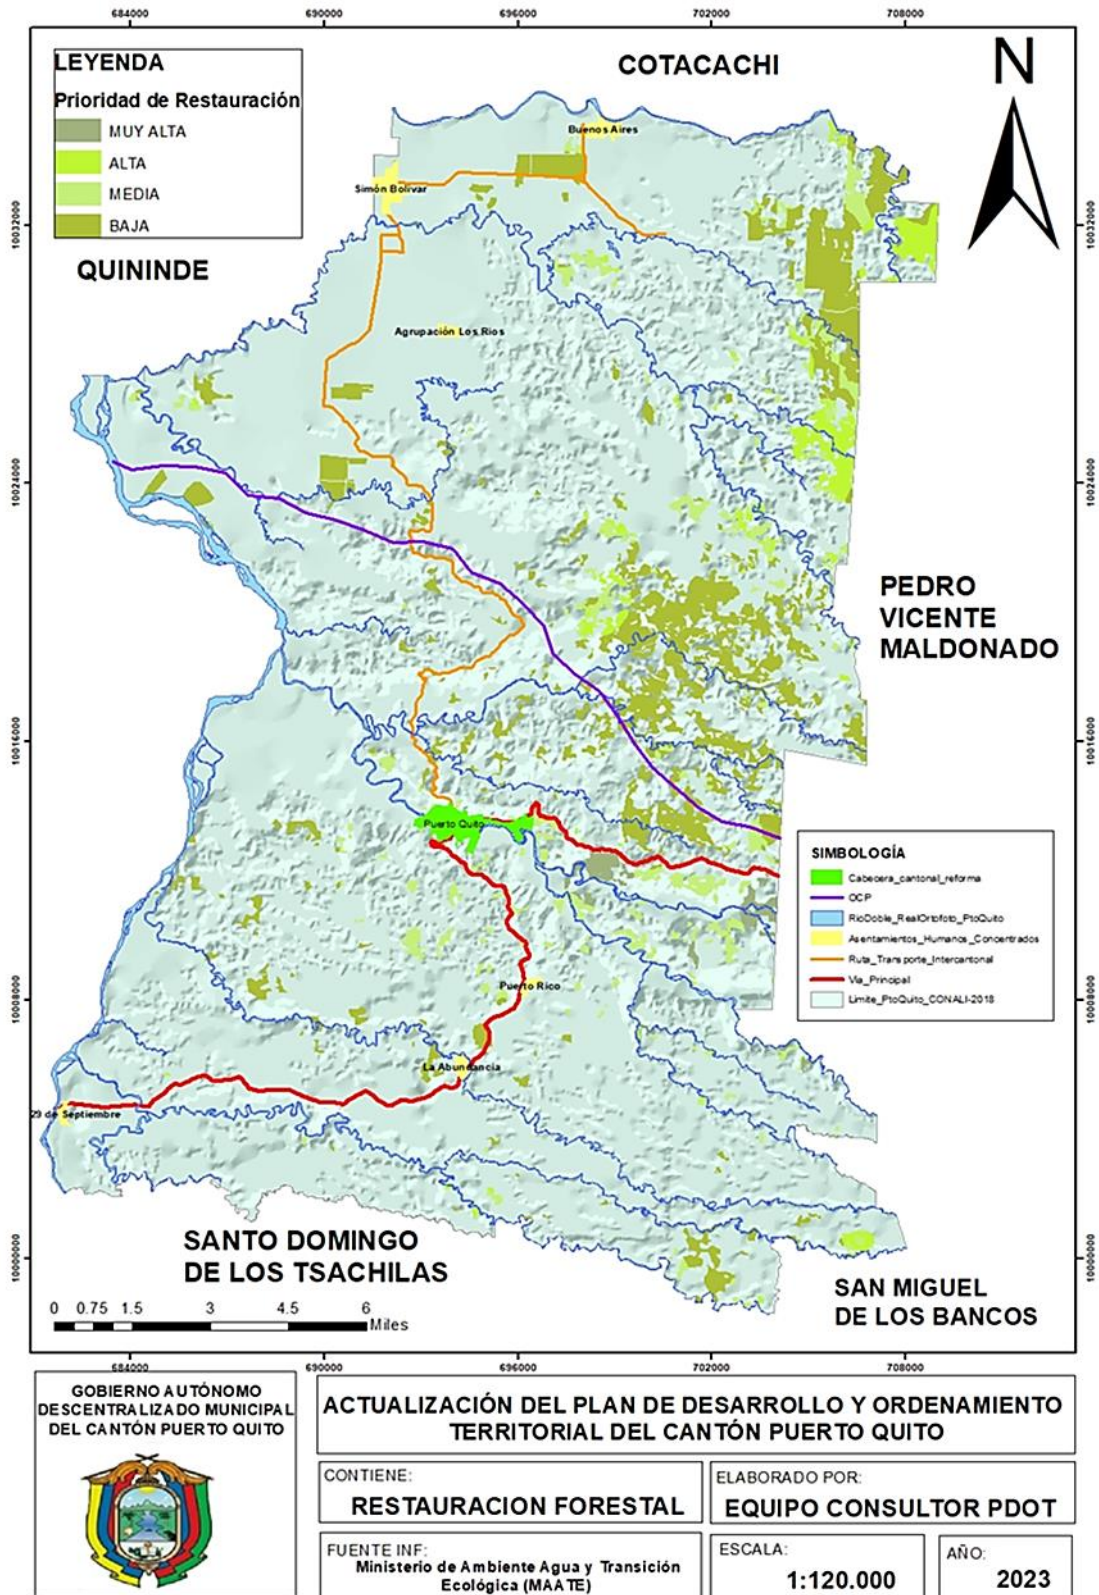 684000
690000
696000
702000
708000
LEYENDA
Prioridad de Restauración
MUY ALTA
ALTA
MEDIA
BAJA
COTACACHI
N
Buenos Aires
Simón Bolívar
10032000
10032000
QUININDE
Agrupación Los Rios
10024000
10024000
PEDRO
VICENTE
MALDONADO
10016000
10016000
Puerto Quito
SIMBOLOGÍA
Cabecera_cantonal_reforma
OCP
RioDoble_RealOrtofoto_PtoQuito
Asentamientos_Humanos_Concentrados
Ruta_Transporte_Intercantonal
Via_Principal
Limite_PtoQuito_CONALI-2018
Puerto Rico
10008000
10008000
La Abundancia
29 de Septiembre
SANTO DOMINGO
DE LOS TSACHILAS
10000000
10000000
SAN MIGUEL
DE LOS BANCOS
0 0.75 1.5 3 4.5 6
Miles
684000
690000
696000
702000
708000
GOBIERNO AUTÓNOMO
DESCENTRALIZADO MUNICIPAL
DEL CANTÓN PUERTO QUITO
ACTUALIZACIÓN DEL PLAN DE DESARROLLO Y ORDENAMIENTO
TERRITORIAL DEL CANTÓN PUERTO QUITO
CONTIENE:
RESTAURACION FORESTAL
ELABORADO POR:
EQUIPO CONSULTOR PDOT
FUENTE INF:
Ministerio de Ambiente Agua y Transición
Ecológica (MAATE)
ESCALA:
1:120.000
AÑO:
2023